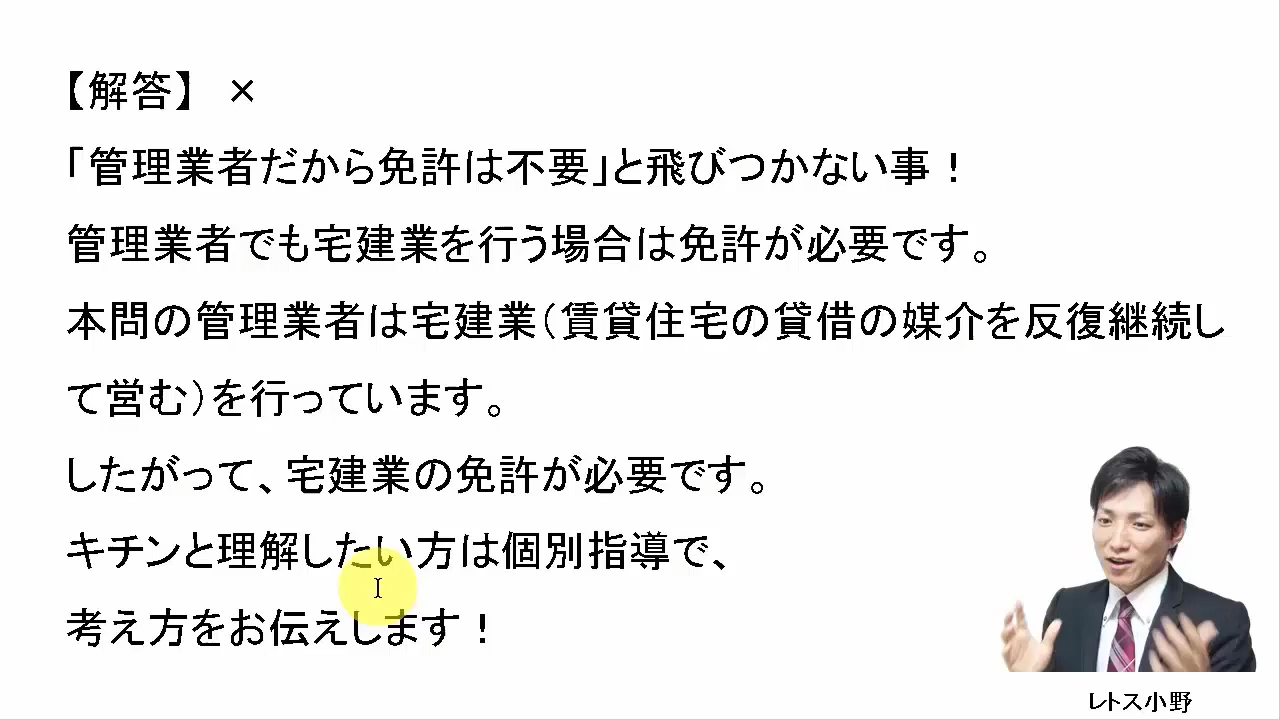 【解答】 ×
「管理業者だから免許は不要」と飛びつかない事！
管理業者でも宅建業を行う場合は免許が必要です。
本問の管理業者は宅建業（賃貸住宅の貸借の媒介を反復継続し
て営む）を行っています。
したがって、宅建業の免許が必要です。
キチンと理解したい方は個別指導で、
考え方をお伝えします！
レトス小野